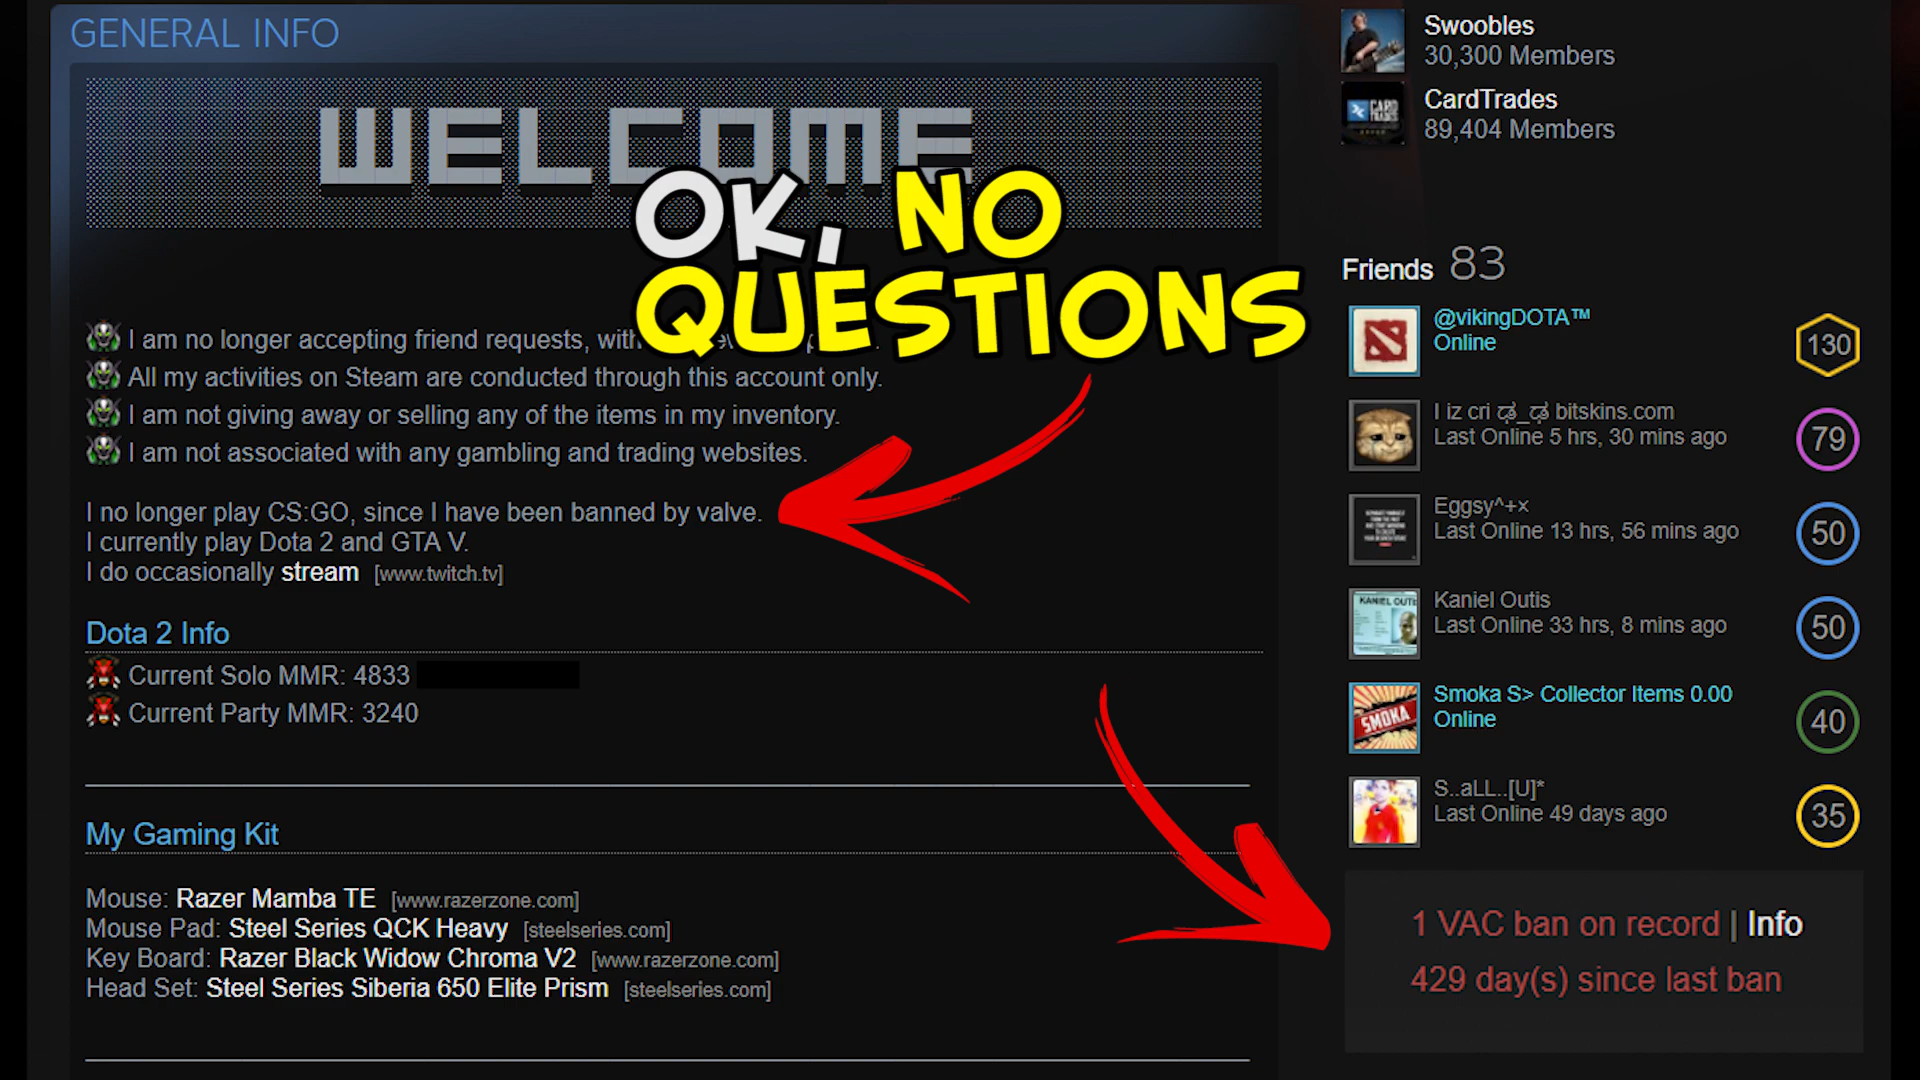 GENERAL INFO
WELCOME
OK, NO
QUESTIONS
I am no longer accepting friend requests, with
All my activities on Steam are conducted through this account only.
I am not giving away or selling any of the items in my inventory.
I am not associated with any gambling and trading websites.
I no longer play CS:GO, since I have been banned by valve.
I currently play Dota 2 and GTA V.
I do occasionally stream [www.twitch.tv]
Dota 2 Info
Current Solo MMR: 4833
Current Party MMR: 3240
My Gaming Kit
Mouse: Razer Mamba TE [www.razerzone.com]
Mouse Pad: Steel Series QCK Heavy [steelseries.com]
Key Board: Razer Black Widow Chroma V2 [www.razerzone.com]
Head Set: Steel Series Siberia 650 Elite Prism [steelseries.com]
Swoobles
30,300 Members
CARD
TRADES
CardTrades
89,404 Members
Friends 83
@vikingDOTA™
Online
130
I iz cri ಥ_ಥ bitskins.com
Last Online 5 hrs, 30 mins ago
79
Eggsy^+×
Last Online 13 hrs, 56 mins ago
50
KANIEL OUTIS
Kaniel Outis
Last Online 33 hrs, 8 mins ago
50
SMOKA
Smoka S> Collector Items 0.00
Online
40
S..aLL..[U]*
Last Online 49 days ago
35
1 VAC ban on record | Info
429 day(s) since last ban